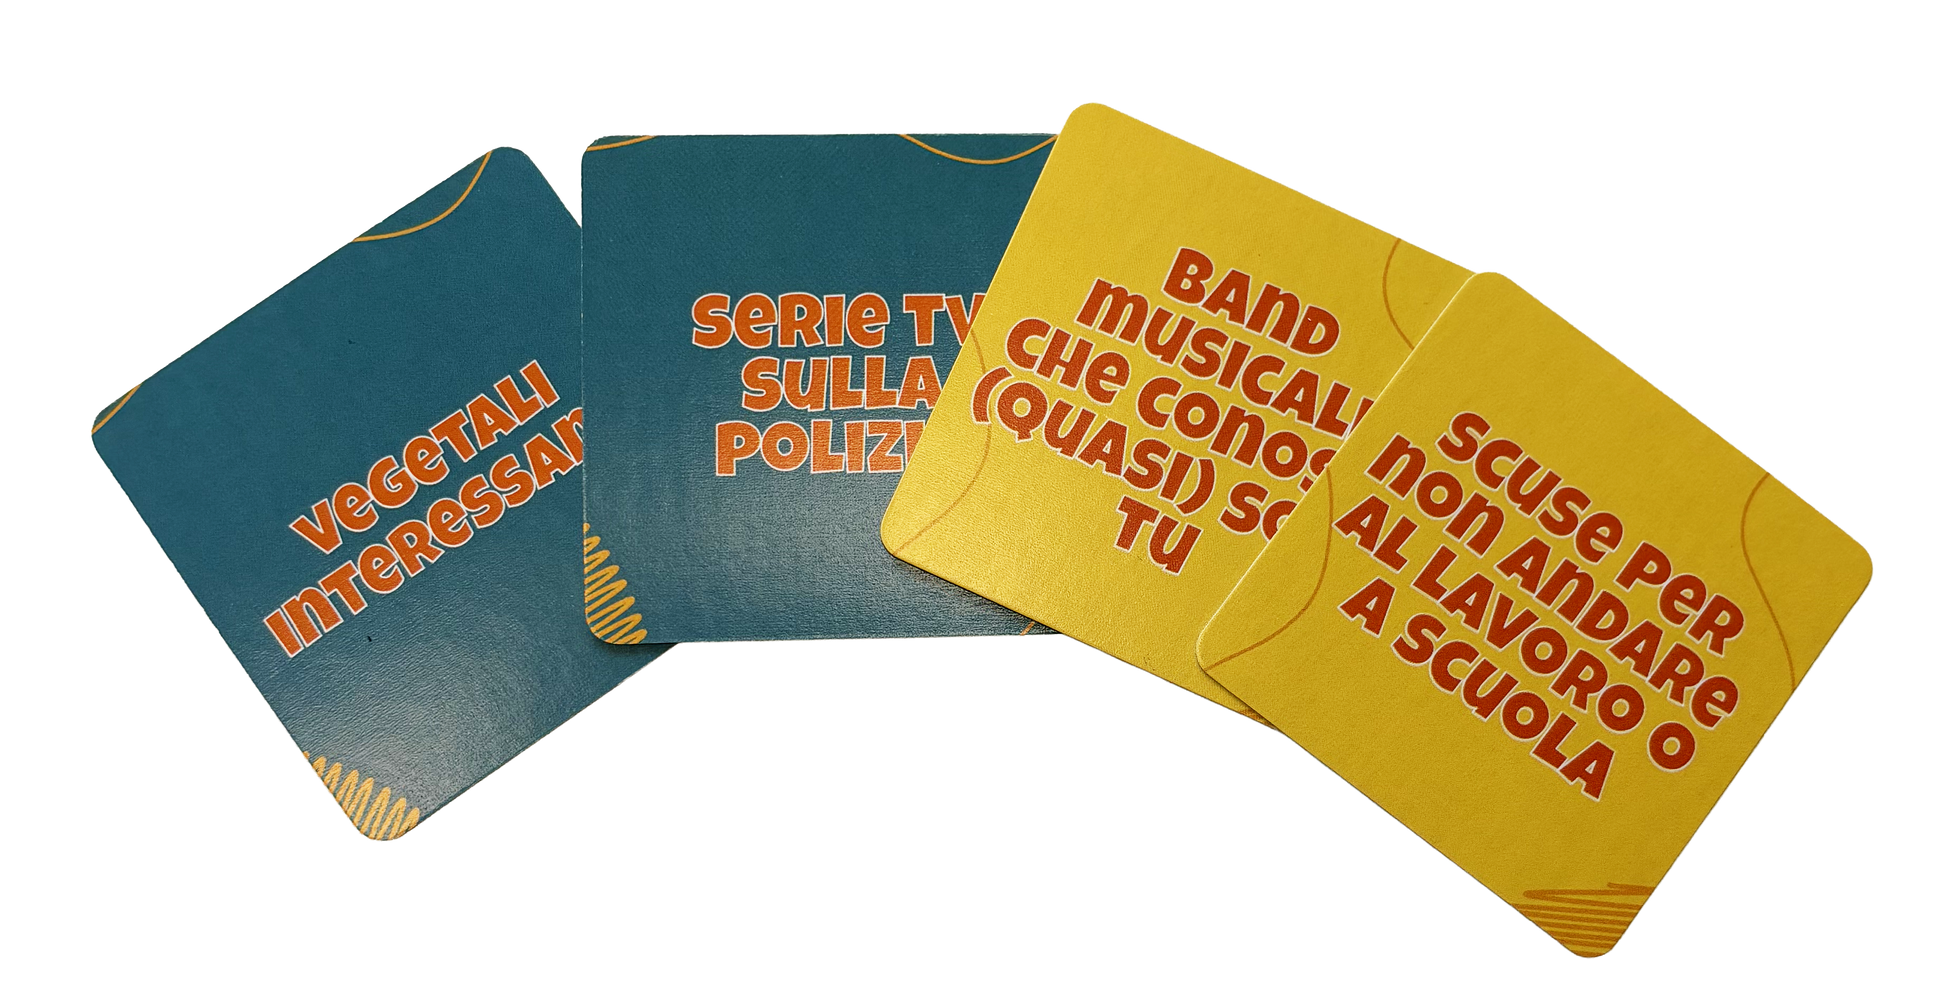 VEGETALI
INTERESSAN
SERIE TV
SULLA
POLIZI
BAND
MUSICALI
CHE CONOS
(QUASI) SO
TU
SCUSE PER
NON ANDARE
AL LAVORO O
A SCUOLA